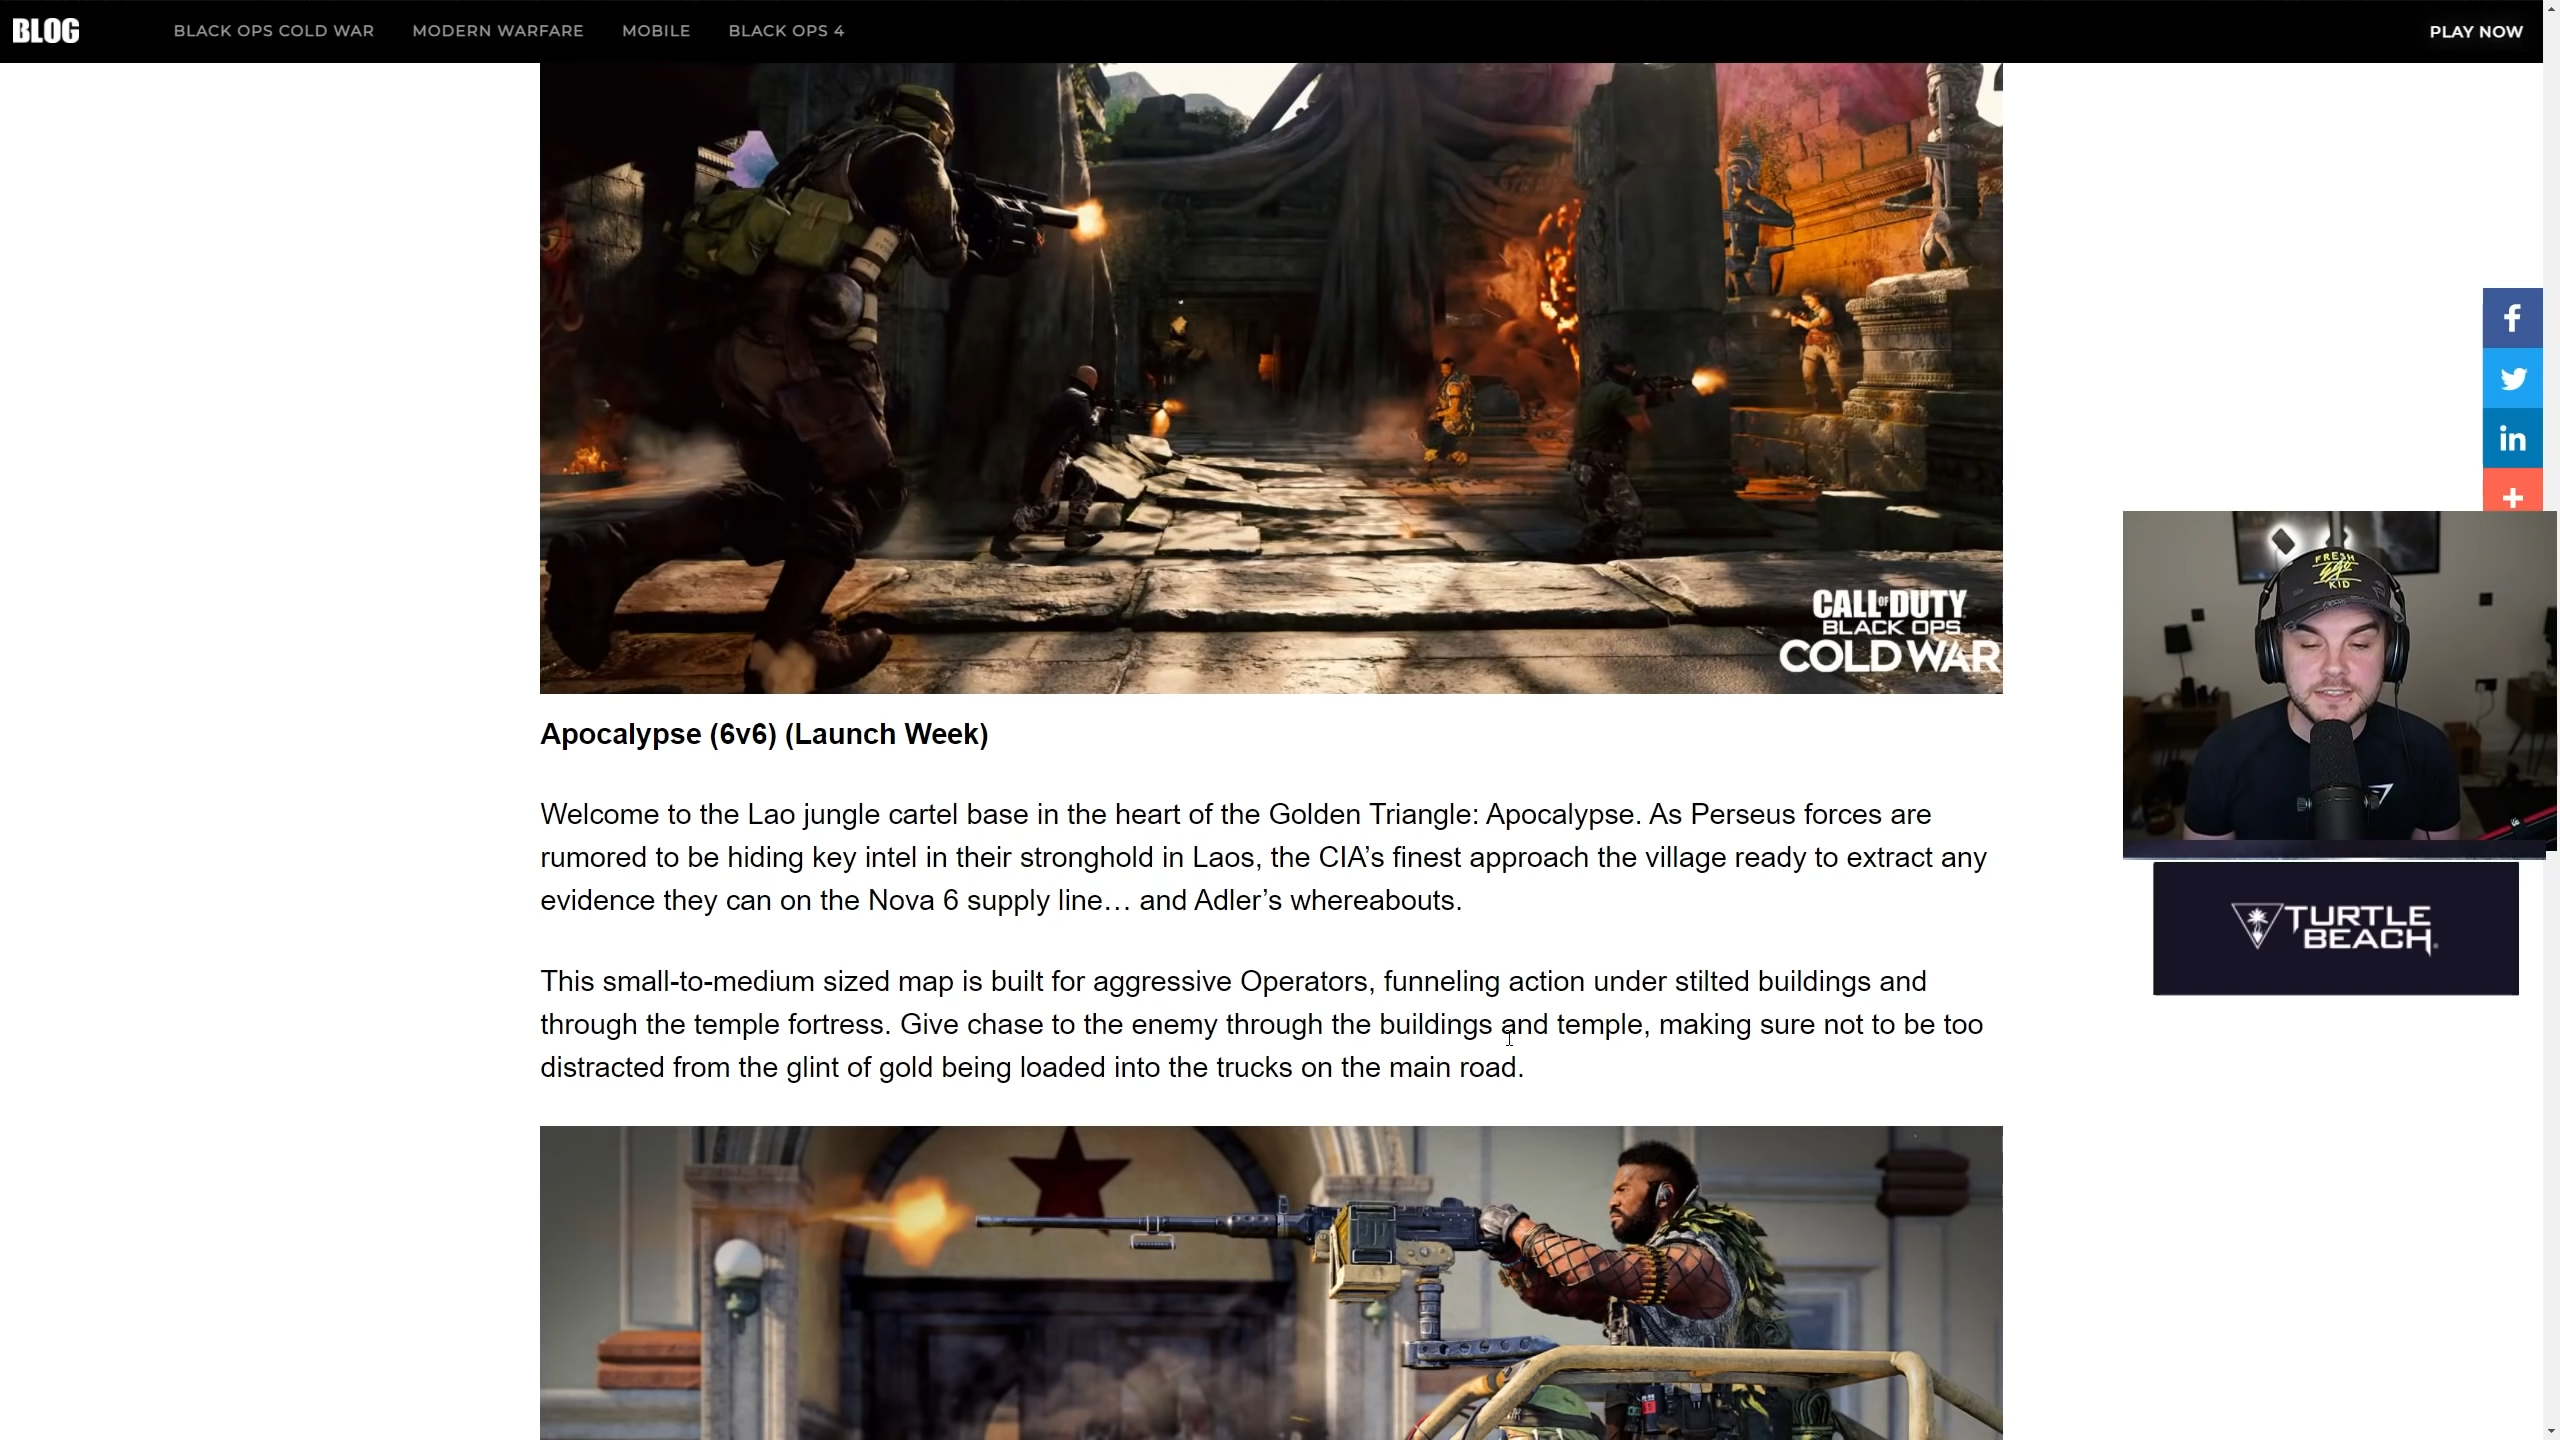 BLOG
BLACK OPS COLD WAR
MODERN WARFARE
MOBILE
BLACK OPS 4
PLAY NOW
CALL OF DUTY
BLACK OPS
COLD WAR
FRESH
EGO
KID
Apocalypse (6v6) (Launch Week)
Welcome to the Lao jungle cartel base in the heart of the Golden Triangle: Apocalypse. As Perseus forces are
rumored to be hiding key intel in their stronghold in Laos, the CIA’s finest approach the village ready to extract any
evidence they can on the Nova 6 supply line… and Adler’s whereabouts.
TURTLE
BEACH
This small-to-medium sized map is built for aggressive Operators, funneling action under stilted buildings and
through the temple fortress. Give chase to the enemy through the buildings and temple, making sure not to be too
distracted from the glint of gold being loaded into the trucks on the main road.